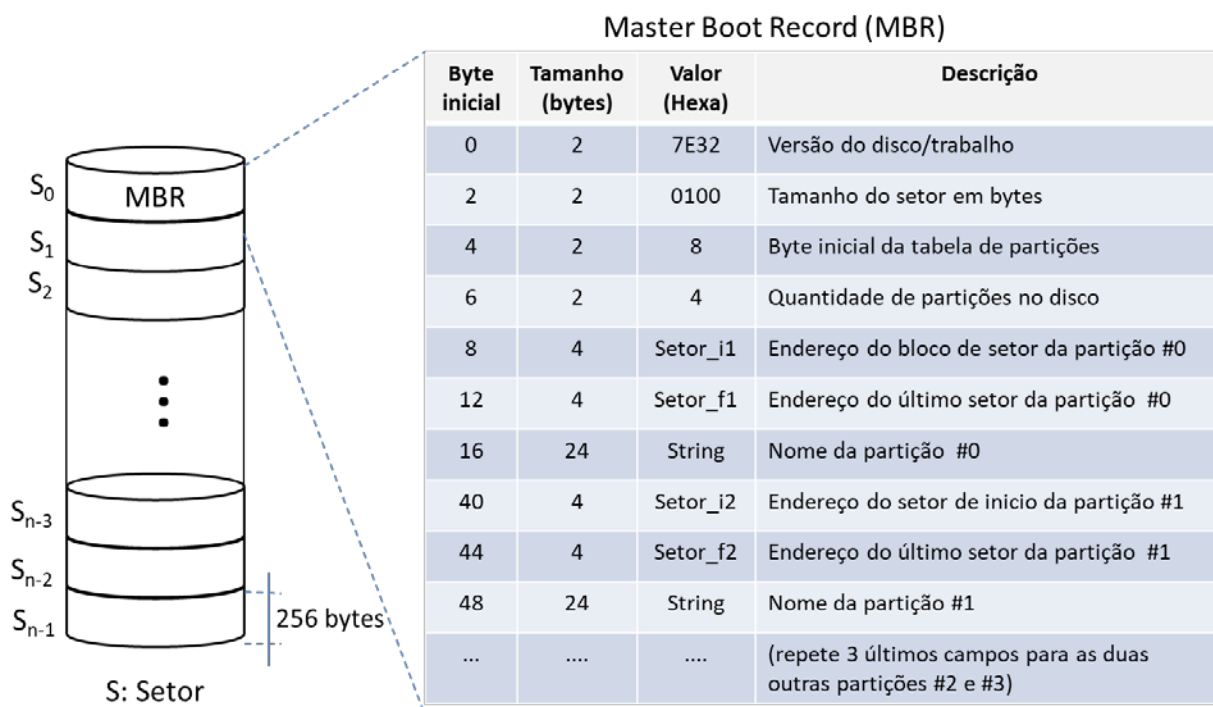 Master Boot Record (MBR)
Byte inicial Tamanho (bytes) Valor (Hexa) Descrição
0 2 7E32 Versão do disco/trabalho
2 2 0100 Tamanho do setor em bytes
4 2 8 Byte inicial da tabela de partições
6 2 4 Quantidade de partições no disco
8 4 Setor_i1 Endereço do bloco de setor da partição #0
12 4 Setor_f1 Endereço do último setor da partição #0
16 24 String Nome da partição #0
40 4 Setor_i2 Endereço do setor de inicio da partição #1
44 4 Setor_f2 Endereço do último setor da partição #1
48 24 String Nome da partição #1
... .... .... (repete 3 últimos campos para as duas
outras partições #2 e #3)
S0 MBR
S1
S2
Sn-3
Sn-2
Sn-1
256 bytes
S: Setor